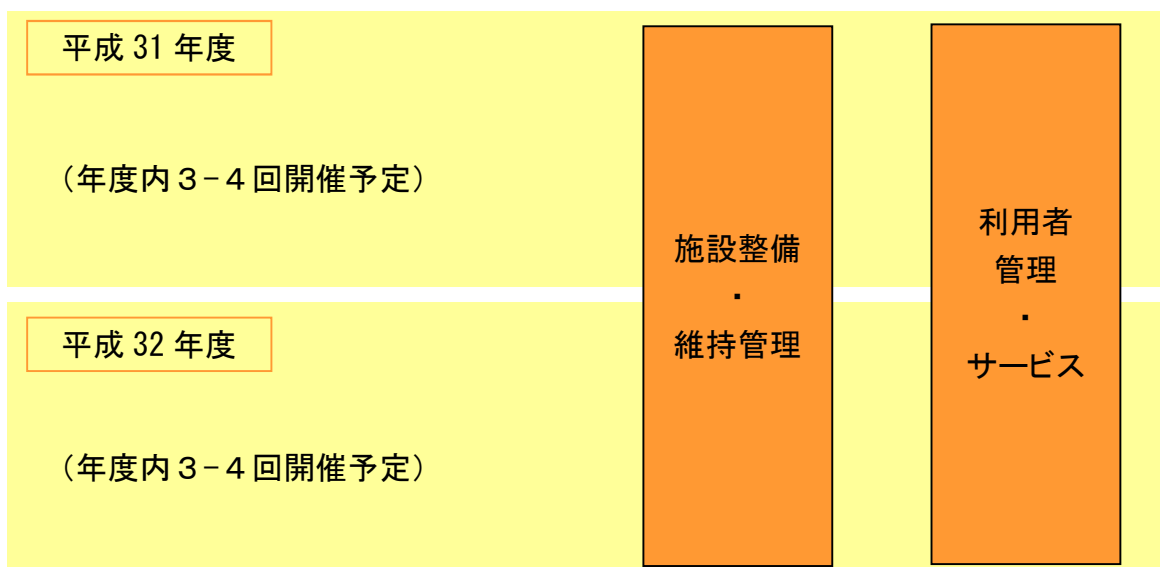 平成 31 年度
（年度内３−４回開催予定）
平成 32 年度
（年度内３−４回開催予定）
施設整備
・
維持管理
利用者
管理
・
サービス